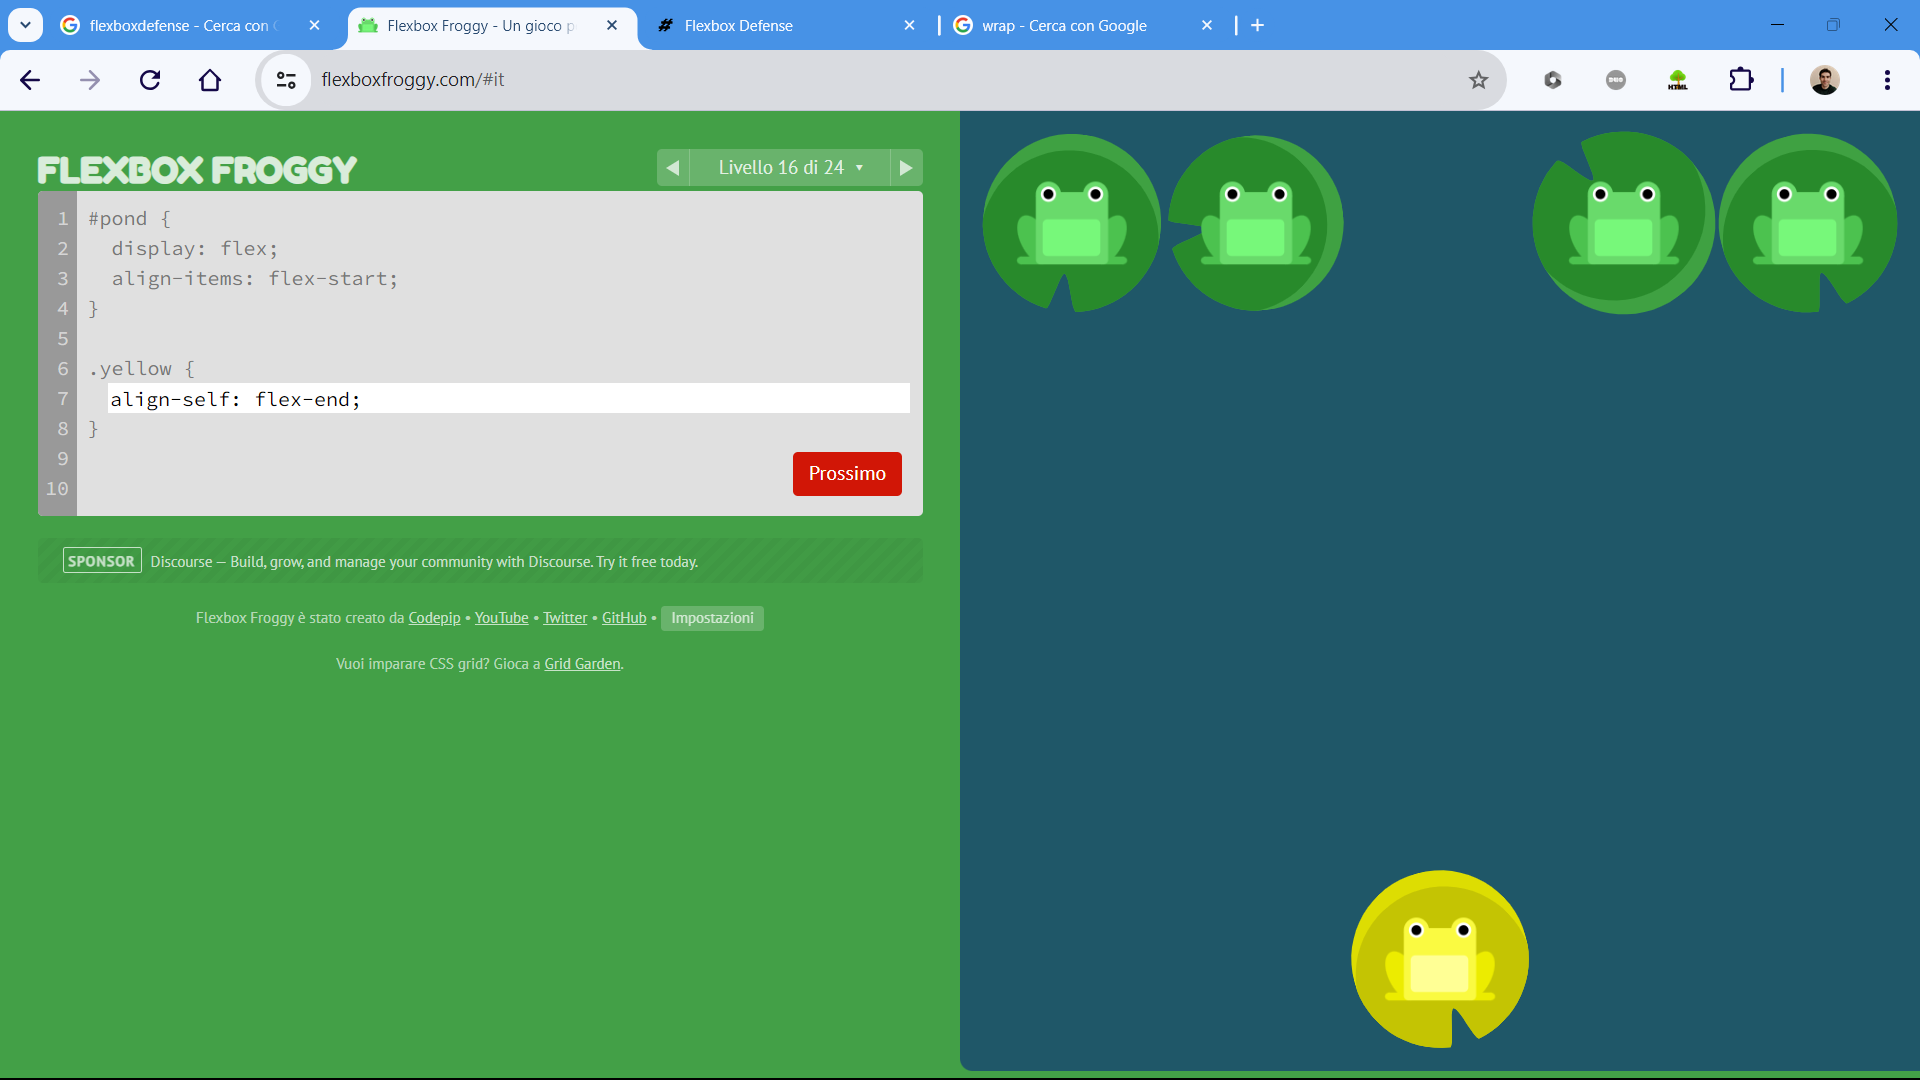 flexboxdefense - Cerca con G
Flexbox Froggy - Un gioco p
Flexbox Defense
wrap - Cerca con Google
flexboxfroggy.com/#it
HTML
FLEXBOX FROGGY
Livello 16 di 24
1 #pond {
2 display: flex;
3 align-items: flex-start;
4 }
5
6 .yellow {
7 align-self: flex-end;
8 }
9
10
Prossimo
SPONSOR Discourse — Build, grow, and manage your community with Discourse. Try it free today.
Flexbox Froggy è stato creato da Codepip • YouTube • Twitter • GitHub • Impostazioni
Vuoi imparare CSS grid? Gioca a Grid Garden.